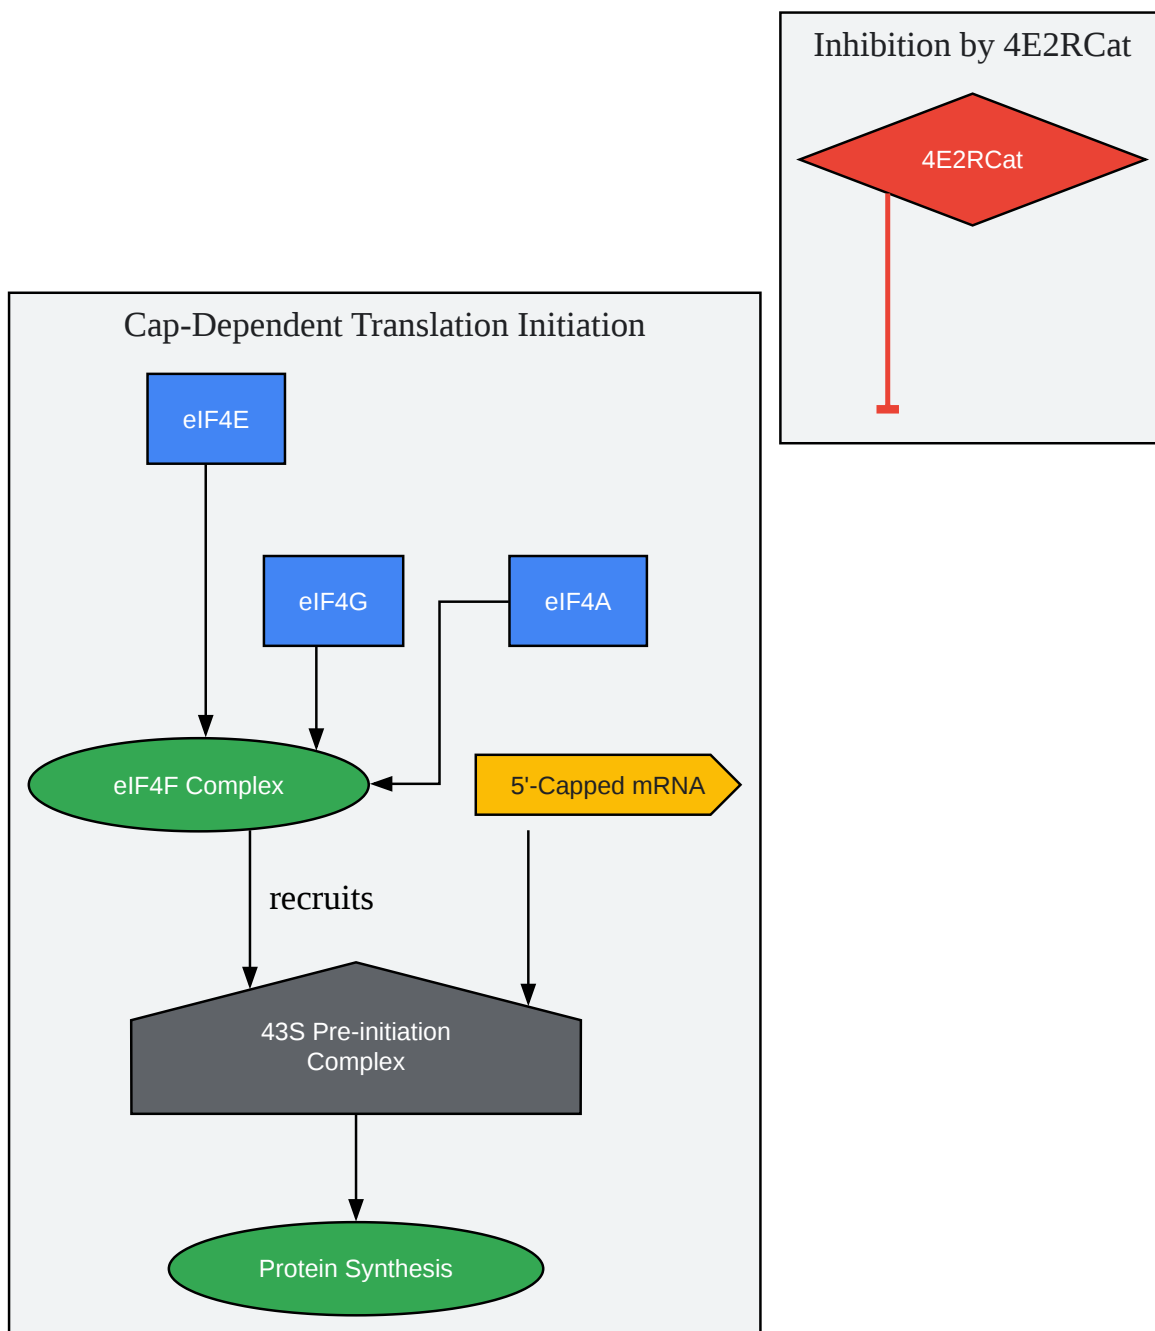 Inhibition by 4E2RCat
4E2RCat
Cap-Dependent Translation Initiation
eIF4E
eIF4G
eIF4A
eIF4F Complex
5'-Capped mRNA
recruits
43S Pre-initiation
Complex
Protein Synthesis